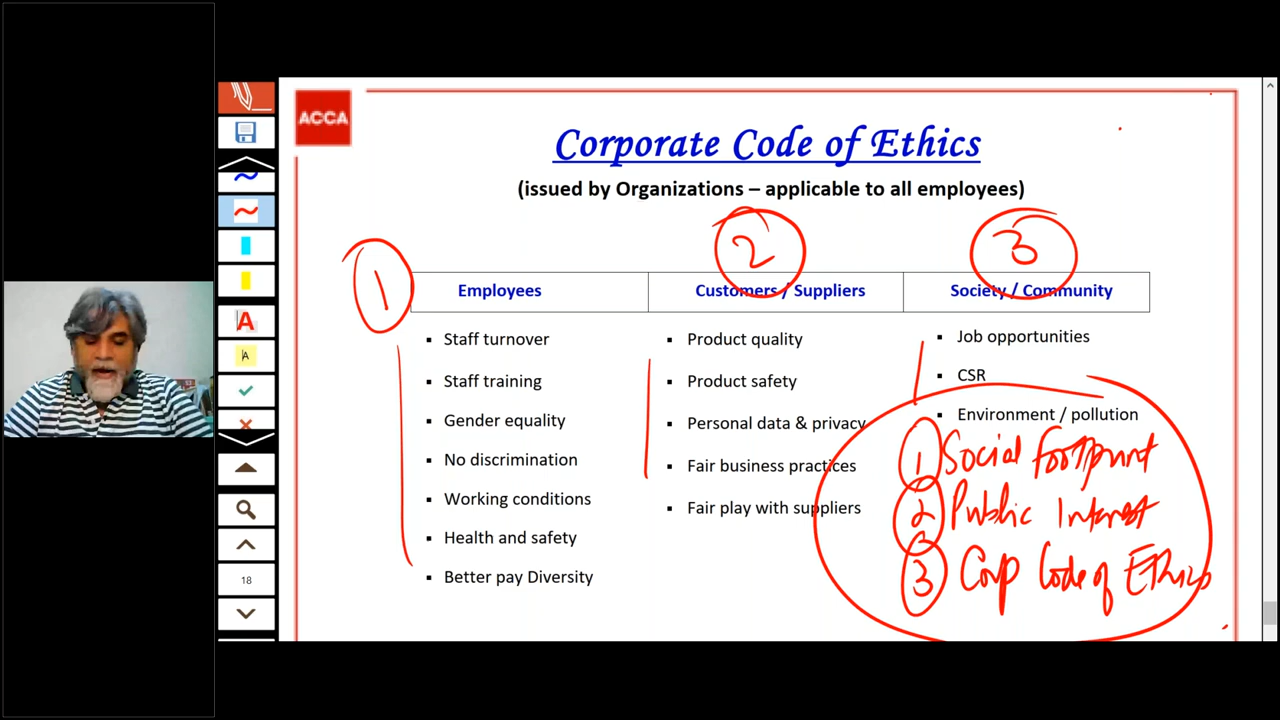 ACCA
Corporate Code of Ethics
(issued by Organizations – applicable to all employees)
1
2
3
Employees
Customers / Suppliers
Society / Community
▪ Staff turnover
▪ Staff training
▪ Gender equality
▪ No discrimination
▪ Working conditions
▪ Health and safety
▪ Better pay Diversity
▪ Product quality
▪ Product safety
▪ Personal data & privacy
▪ Fair business practices
▪ Fair play with suppliers
▪ Job opportunities
▪ CSR
▪ Environment / pollution
1 Social Footprint
2 Public Interest
3 Corp Code of Ethics
A
A
18